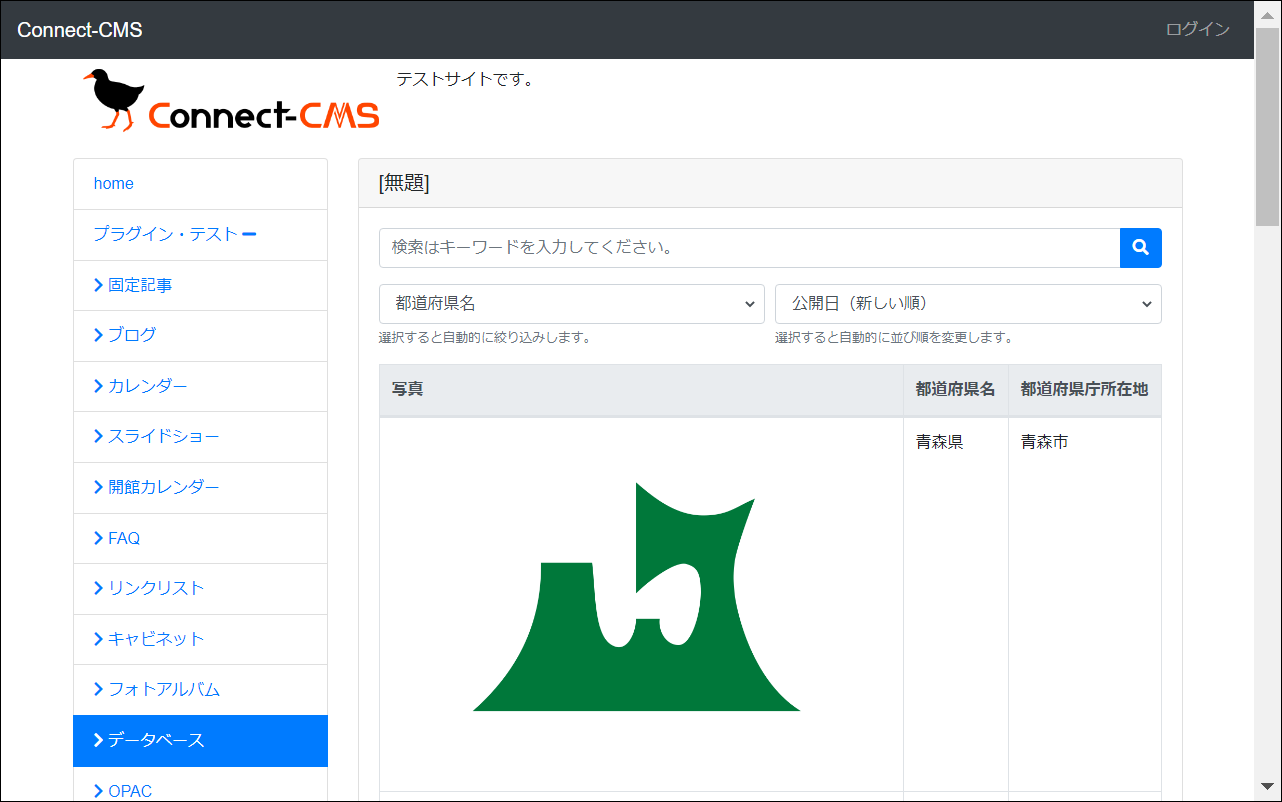 Connect-CMS
ログイン
Connect-CMS
テストサイトです。
home
プラグイン・テスト
固定記事
ブログ
カレンダー
スライドショー
開館カレンダー
FAQ
リンクリスト
キャビネット
フォトアルバム
データベース
OPAC
[無題]
検索はキーワードを入力してください。
都道府県名
公開日（新しい順）
選択すると自動的に絞り込みします。
選択すると自動的に並び順を変更します。
写真 都道府県名 都道府県庁所在地
青森県 青森市